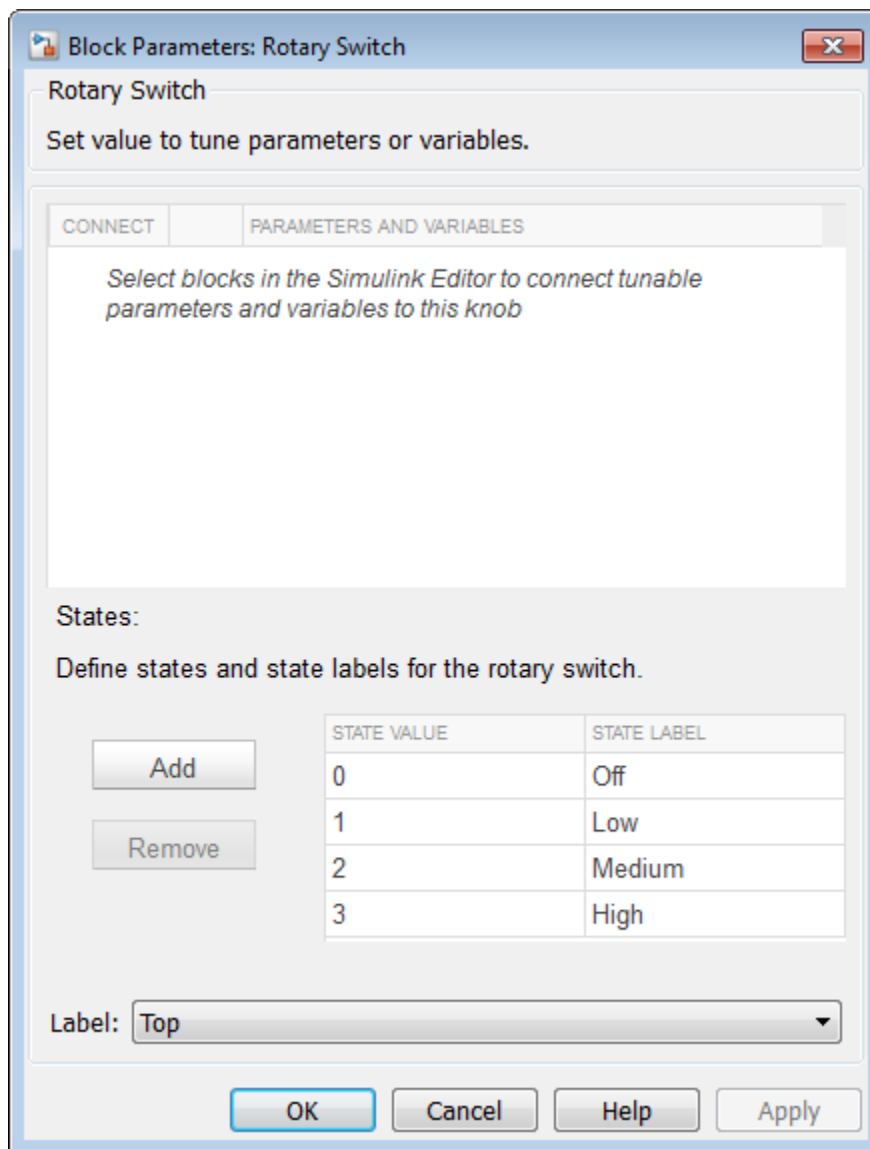 Block Parameters: Rotary Switch
Rotary Switch
Set value to tune parameters or variables.
CONNECT PARAMETERS AND VARIABLES
Select blocks in the Simulink Editor to connect tunable
parameters and variables to this knob
States:
Define states and state labels for the rotary switch.
Add
Remove
STATE VALUE STATE LABEL
0 Off
1 Low
2 Medium
3 High
Label: Top
OK Cancel Help Apply